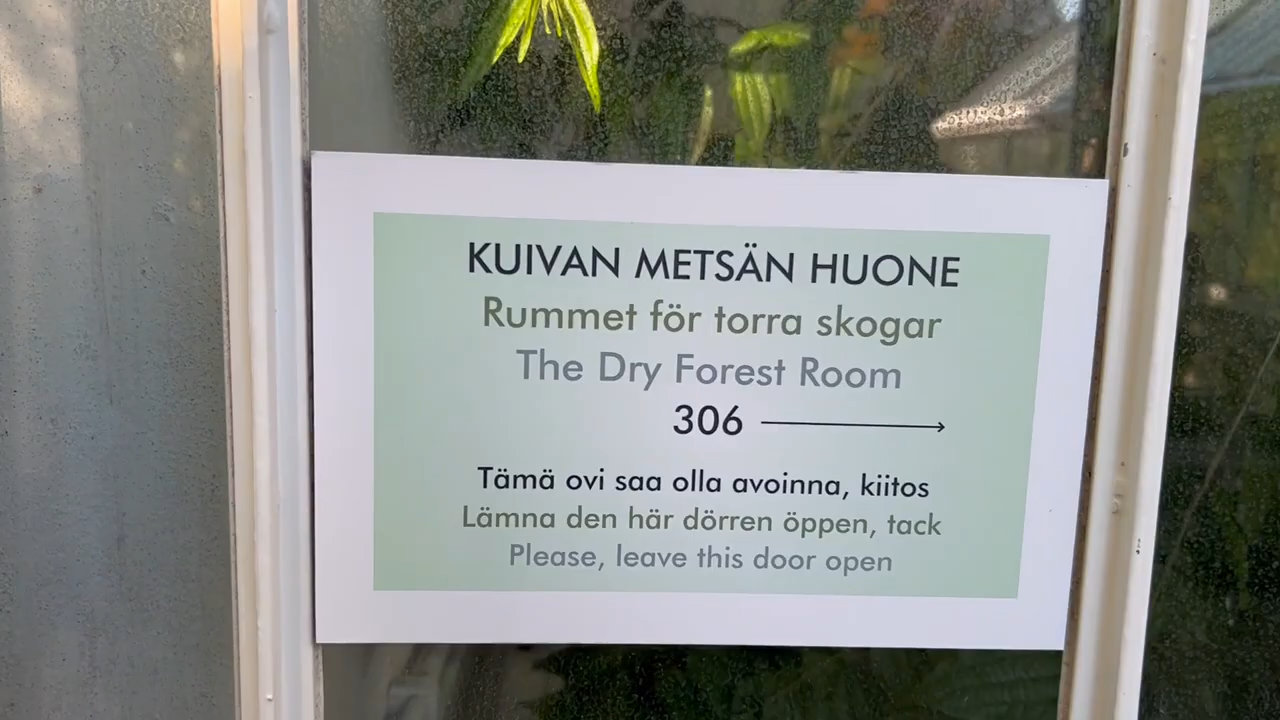 KUIVAN METSÄN HUONE
Rummet för torra skogar
The Dry Forest Room
306 →
Tämä ovi saa olla avoinna, kiitos
Lämna den här dörren öppen, tack
Please, leave this door open